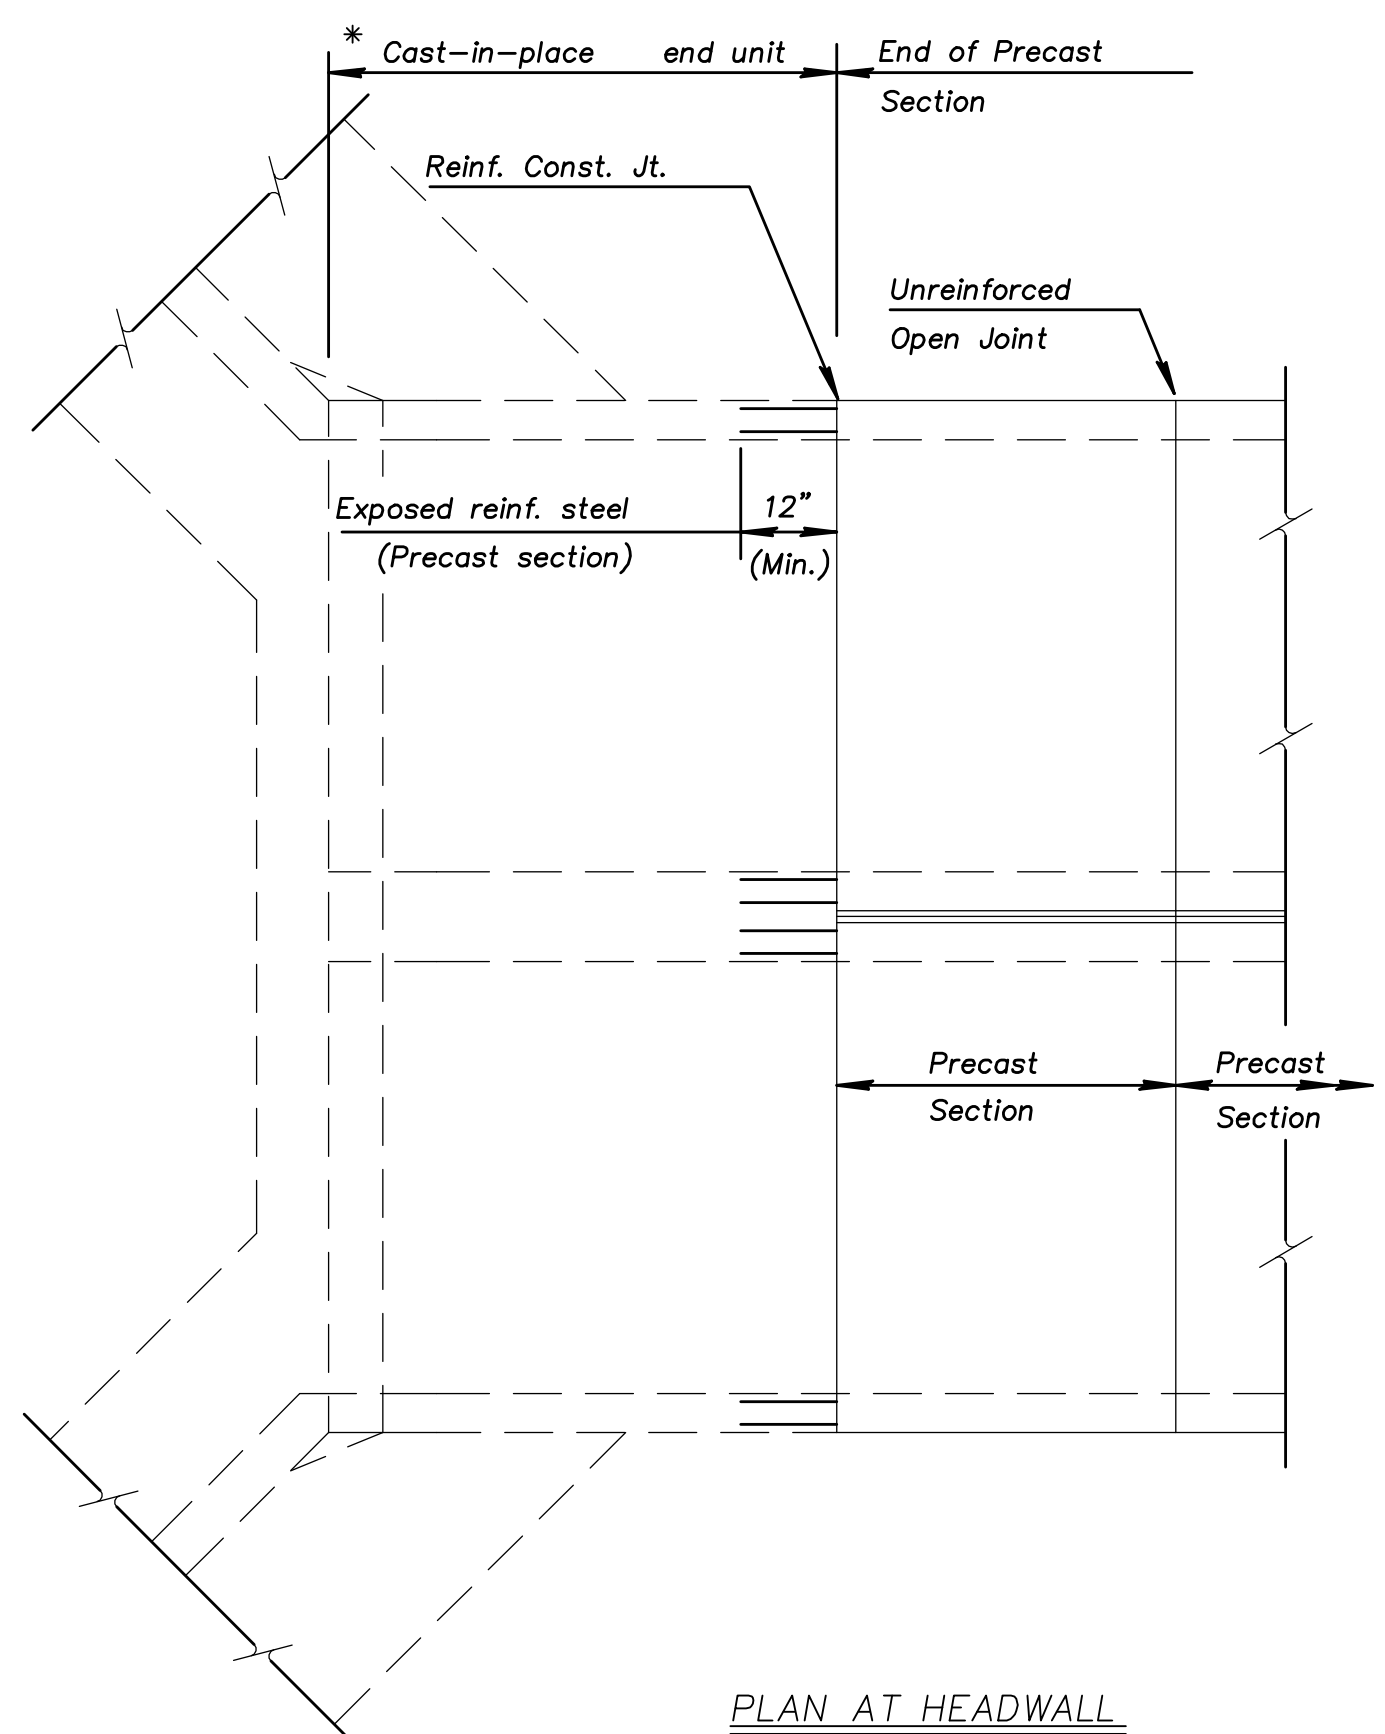 *
Cast-in-place end unit
End of Precast
Section
Reinf. Const. Jt.
Unreinforced
Open Joint
Exposed reinf. steel
(Precast section)
12"
(Min.)
Precast
Section
Precast
Section
PLAN AT HEADWALL